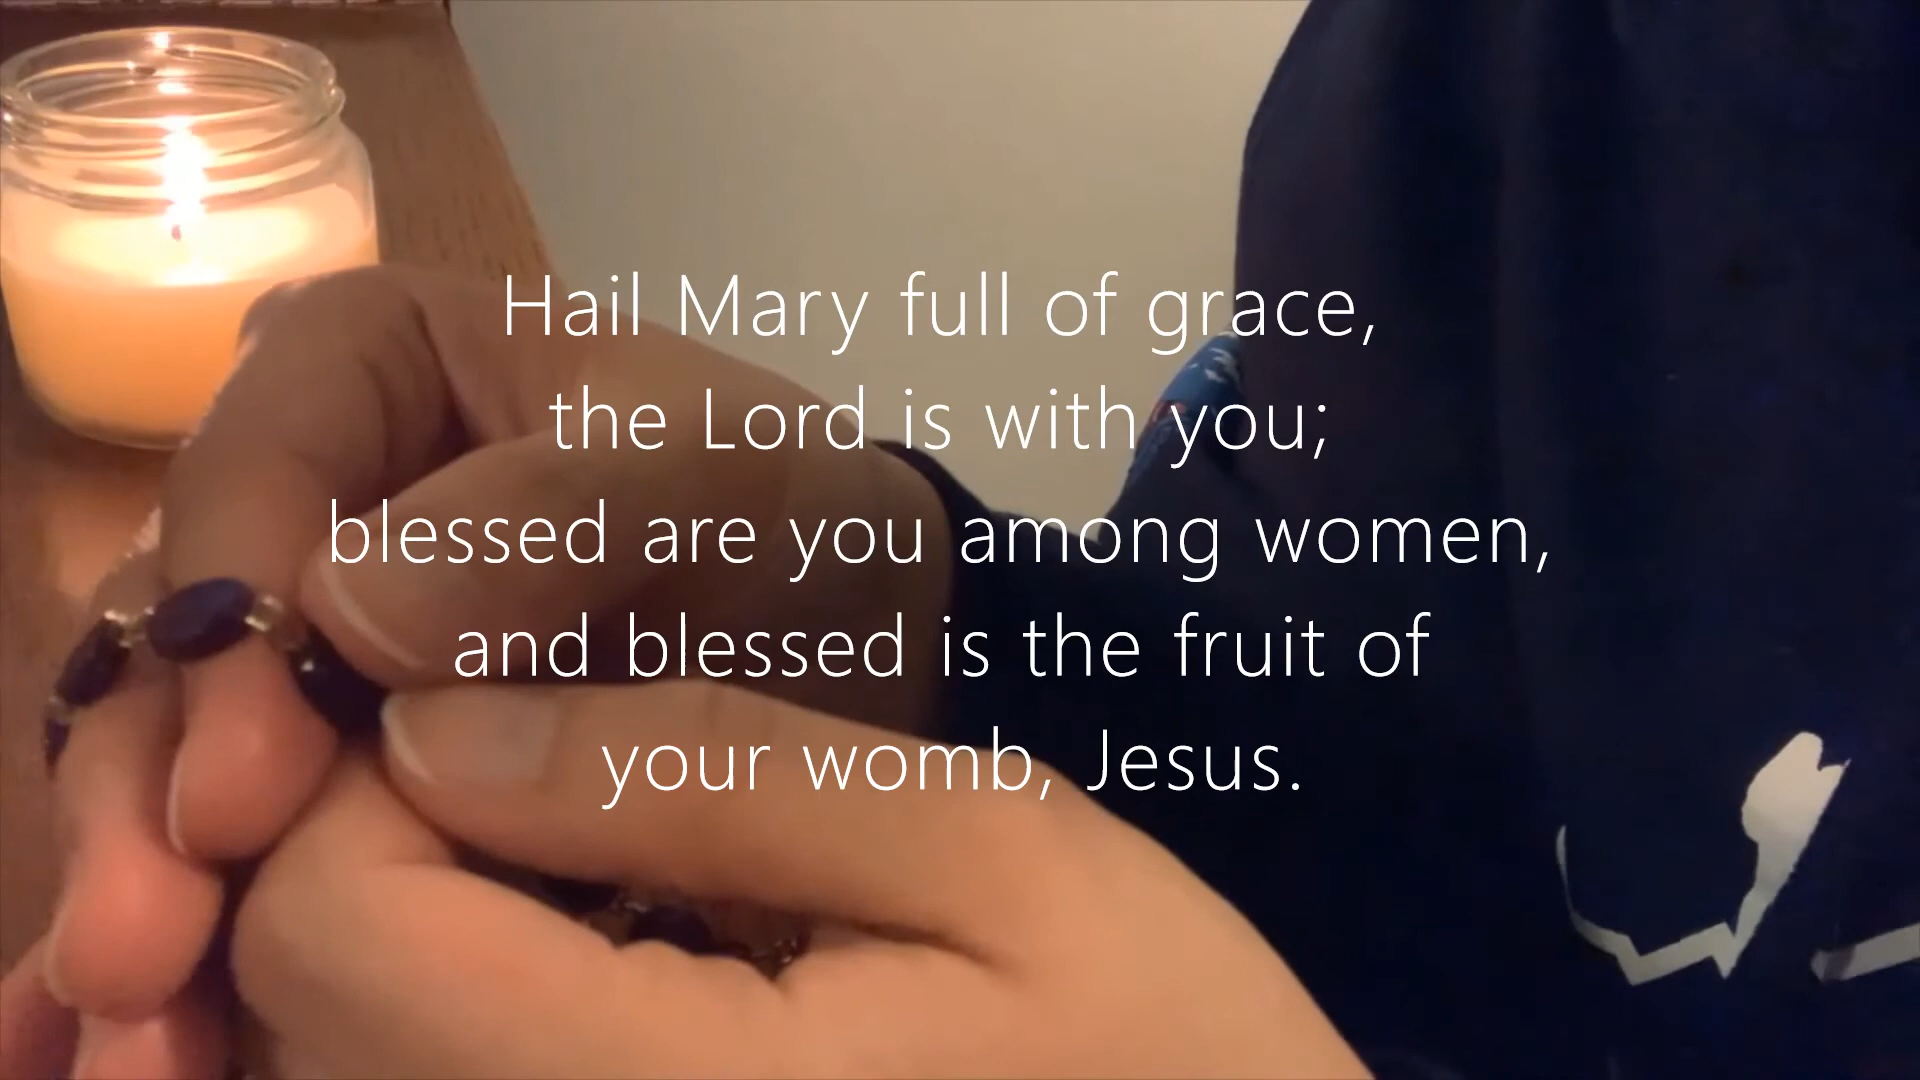 Hail Mary full of grace,
the Lord is with you;
blessed are you among women,
and blessed is the fruit of
your womb, Jesus.